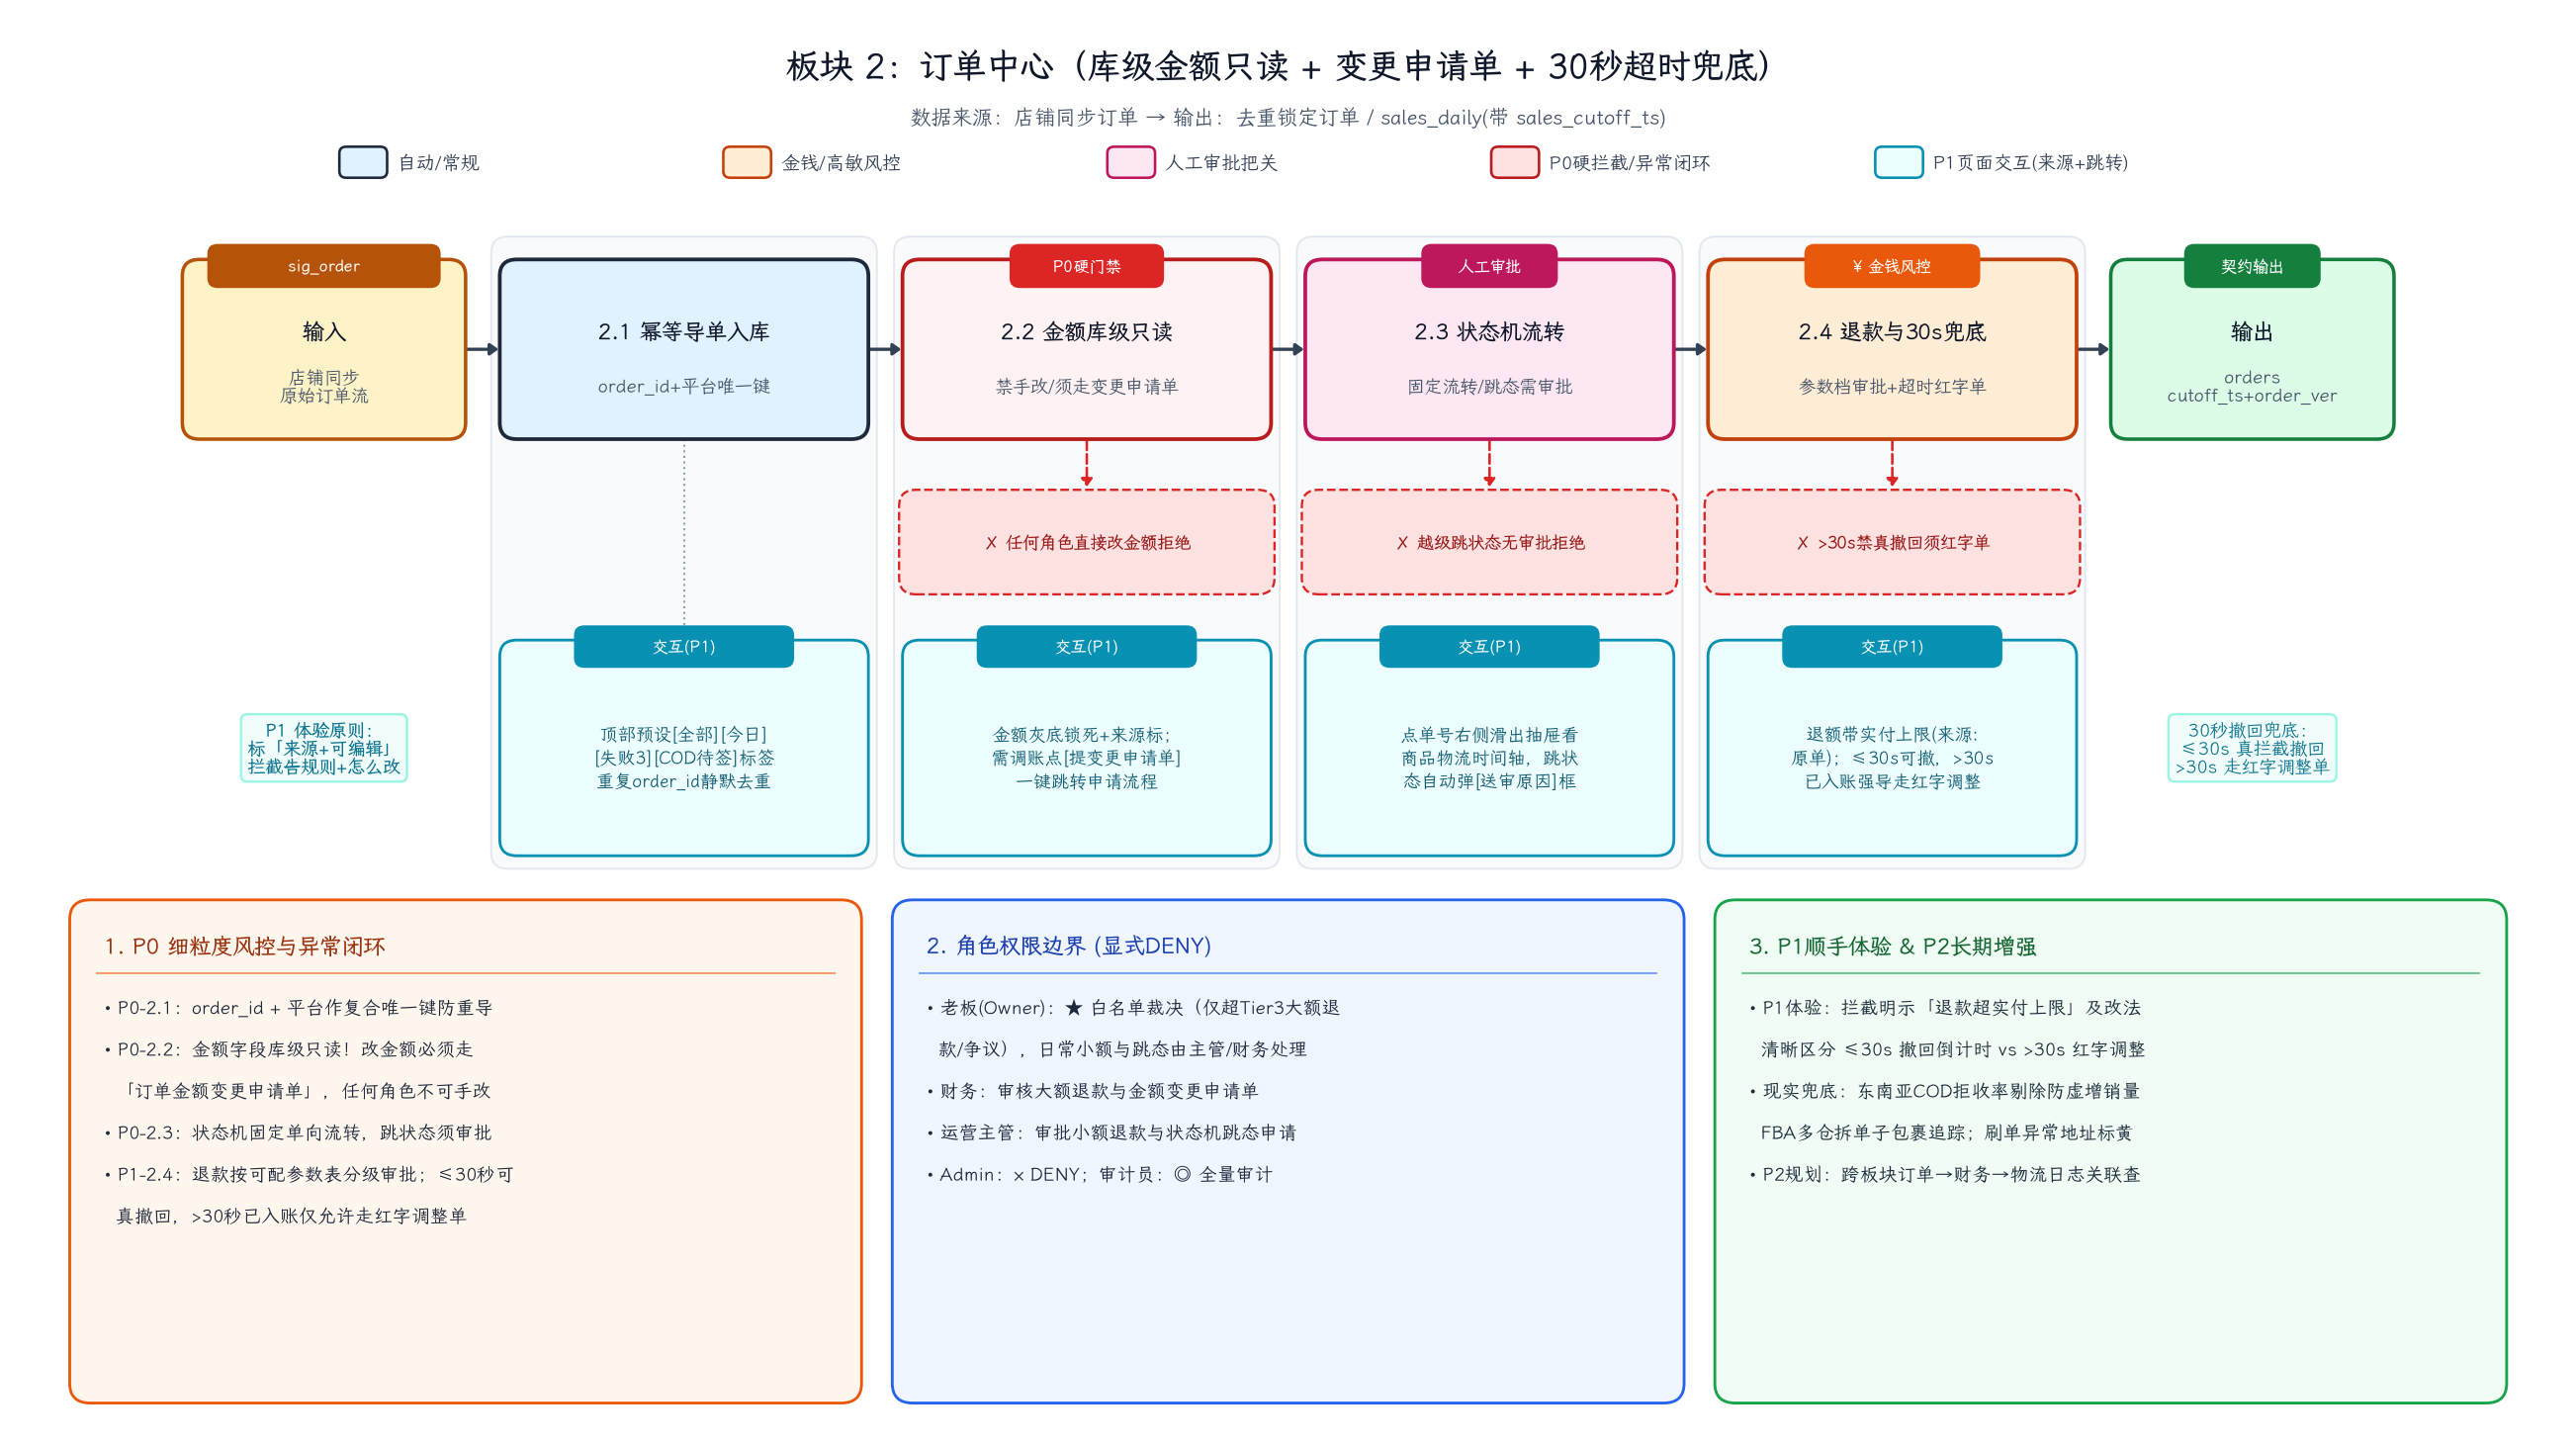 板块 2：订单中心（库级金额只读 + 变更申请单 + 30秒超时兜底）
数据来源：店铺同步订单 → 输出：去重锁定订单 / sales_daily(带 sales_cutoff_ts)
自动/常规
金钱/高敏风控
人工审批把关
P0硬拦截/异常闭环
P1页面交互(来源+跳转)
sig_order
输入
店铺同步
原始订单流
2.1 幂等导单入库
order_id+平台唯一键
P0硬门禁
2.2 金额库级只读
禁手改/须走变更申请单
人工审批
2.3 状态机流转
固定流转/跳态需审批
¥ 金钱风控
2.4 退款与30s兜底
参数档审批+超时红字单
契约输出
输出
orders
cutoff_ts+order_ver
X 任何角色直接改金额拒绝
X 越级跳状态无审批拒绝
X >30s禁真撤回须红字单
P1 体验原则：
标「来源+可编辑」
拦截告规则+怎么改
交互(P1)
顶部预设[全部][今日]
[失败3][COD待签]标签
重复order_id静默去重
交互(P1)
金额灰底锁死+来源标；
需调账点[提变更申请单]
一键跳转申请流程
交互(P1)
点单号右侧滑出抽屉看
商品物流时间轴，跳状
态自动弹[送审原因]框
交互(P1)
退额带实付上限(来源：
原单)；≤30s可撤，>30s
已入账强导走红字调整
30秒撤回兜底：
≤30s 真拦截撤回
>30s 走红字调整单
1. P0 细粒度风控与异常闭环
• P0-2.1：order_id + 平台作复合唯一键防重导
• P0-2.2：金额字段库级只读！改金额必须走
「订单金额变更申请单」，任何角色不可手改
• P0-2.3：状态机固定单向流转，跳状态须审批
• P1-2.4：退款按可配参数表分级审批；≤30秒可
真撤回，>30秒已入账仅允许走红字调整单
2. 角色权限边界 (显式DENY)
• 老板(Owner)：★ 白名单裁决（仅超Tier3大额退
款/争议），日常小额与跳态由主管/财务处理
• 财务：审核大额退款与金额变更申请单
• 运营主管：审批小额退款与状态机跳态申请
• Admin：× DENY；审计员：◎ 全量审计
3. P1顺手体验 & P2长期增强
• P1体验：拦截明示「退款超实付上限」及改法
清晰区分 ≤30s 撤回倒计时 vs >30s 红字调整
• 现实兜底：东南亚COD拒收率剔除防虚增销量
FBA多仓拆单子包裹追踪；刷单异常地址标黄
• P2规划：跨板块订单→财务→物流日志关联查